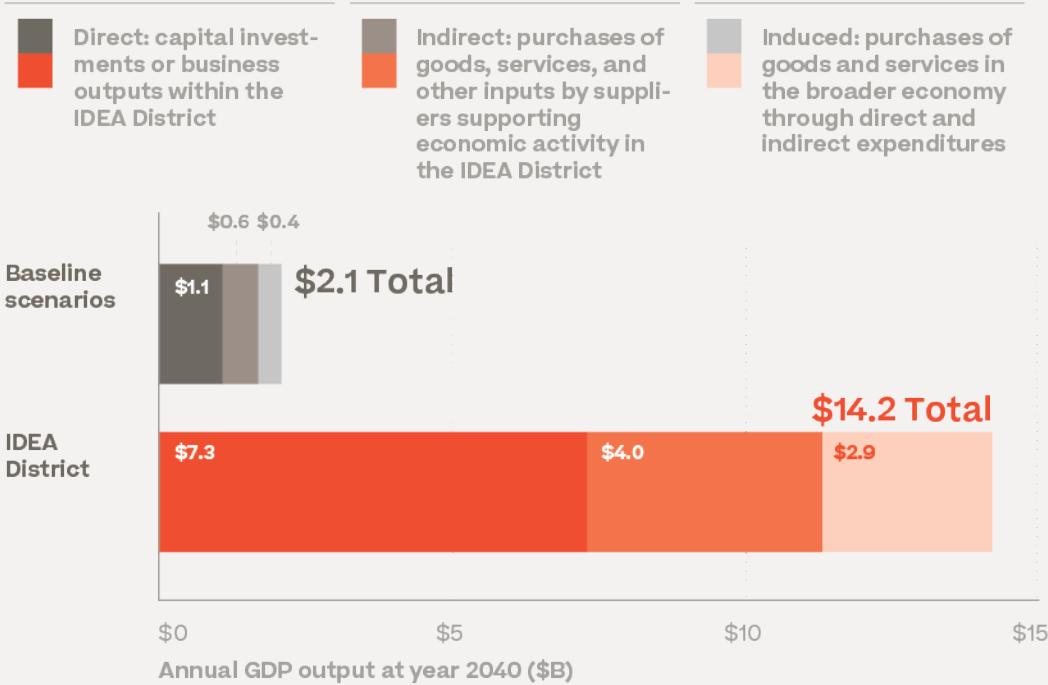 Direct: capital invest-
ments or business
outputs within the
IDEA District
Indirect: purchases of
goods, services, and
other inputs by suppli-
ers supporting
economic activity in
the IDEA District
Induced: purchases of
goods and services in
the broader economy
through direct and
indirect expenditures
$0.6 $0.4
Baseline
scenarios
$1.1
$2.1 Total
$14.2 Total
IDEA
District
$7.3
$4.0
$2.9
$0
$5
$10
$15
Annual GDP output at year 2040 ($B)